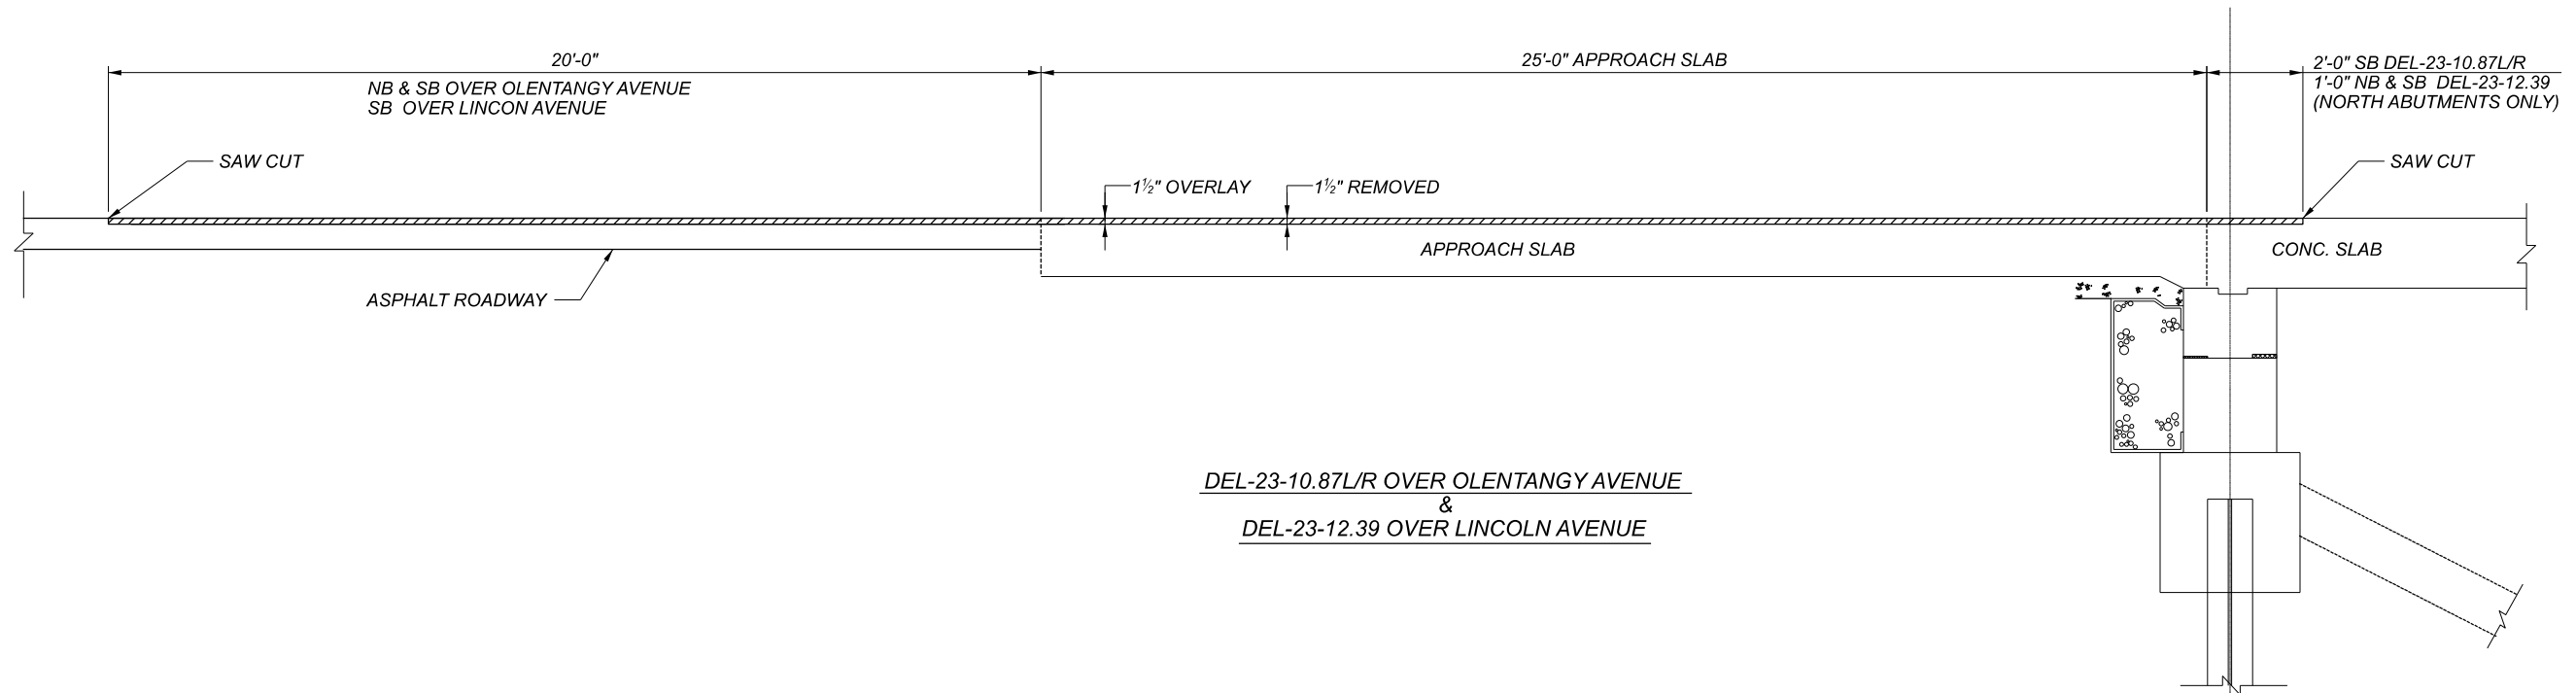 20'-0"
NB & SB OVER OLENTANGY AVENUE
SB OVER LINCON AVENUE
25'-0" APPROACH SLAB
2'-0" SB DEL-23-10.87L/R
1'-0" NB & SB DEL-23-12.39
(NORTH ABUTMENTS ONLY)
SAW CUT
SAW CUT
1½" OVERLAY
1½" REMOVED
APPROACH SLAB
CONC. SLAB
ASPHALT ROADWAY
DEL-23-10.87L/R OVER OLENTANGY AVENUE
&
DEL-23-12.39 OVER LINCOLN AVENUE